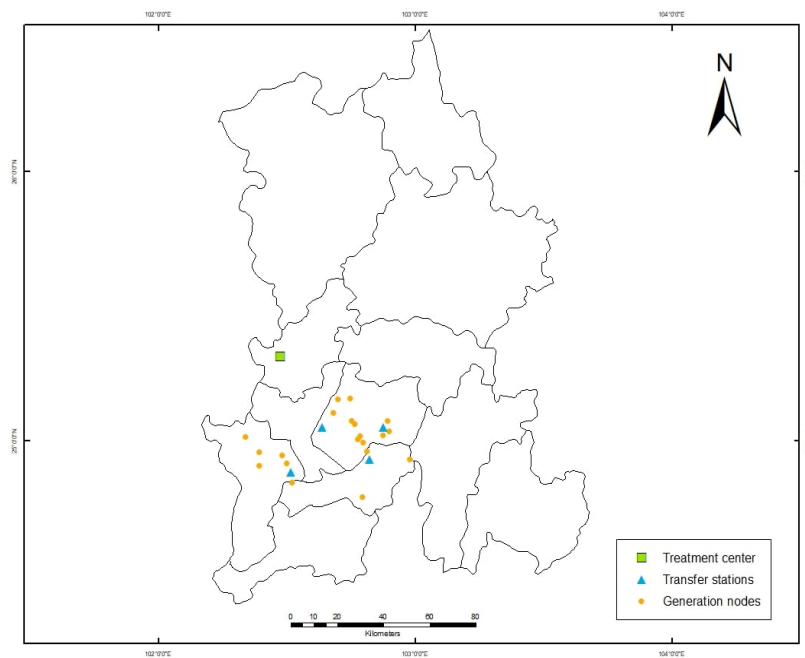 102°0'0"E 103°0'0"E 104°0'0"E
N
26°0'0"N
25°0'0"N
Treatment center
Transfer stations
Generation nodes
0 10 20 40 60 80
Kilometers
102°0'0"E 103°0'0"E 104°0'0"E